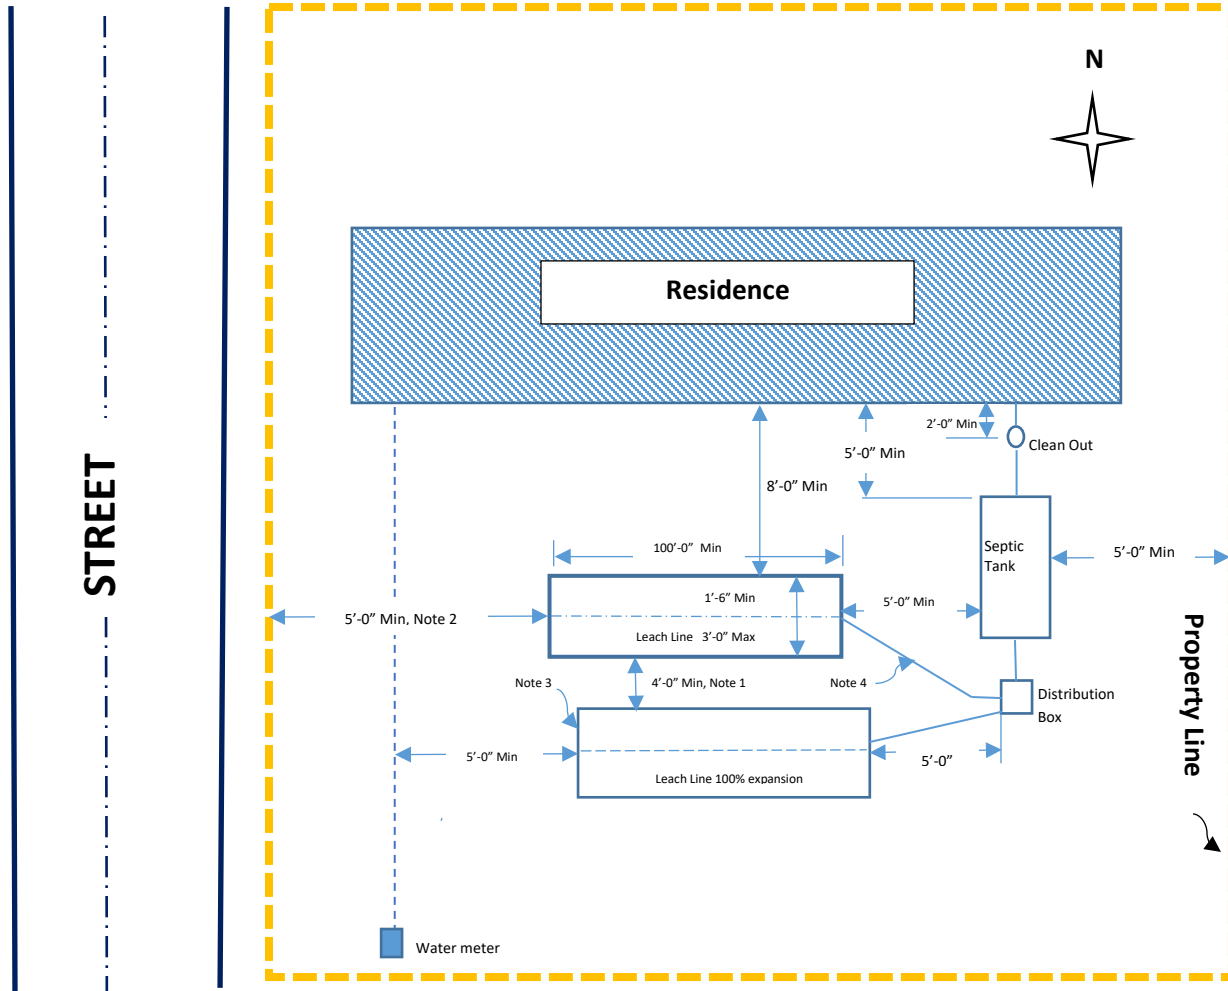 N
Residence
2’-0” Min
Clean Out
5’-0” Min
8’-0” Min
STREET
100’-0” Min
Septic
Tank
5’-0” Min
1’-6” Min
5’-0” Min
5’-0” Min, Note 2
Leach Line 3’-0” Max
Property Line
Note 3
4’-0” Min, Note 1
Note 4
Distribution
Box
5’-0” Min
5’-0”
Leach Line 100% expansion
Water meter